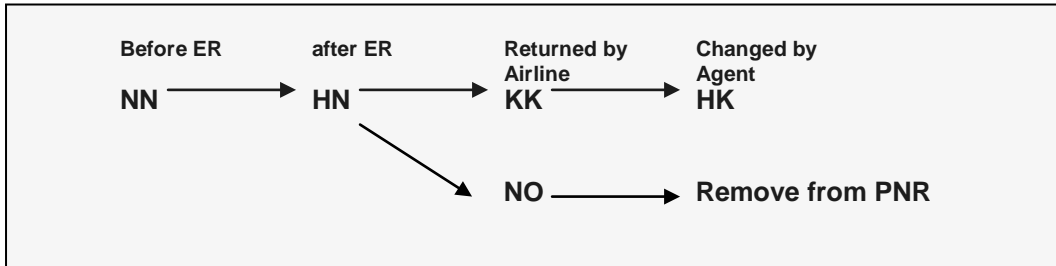 Before ER after ER Returned by Airline Changed by Agent
NN HN KK HK
NO Remove from PNR